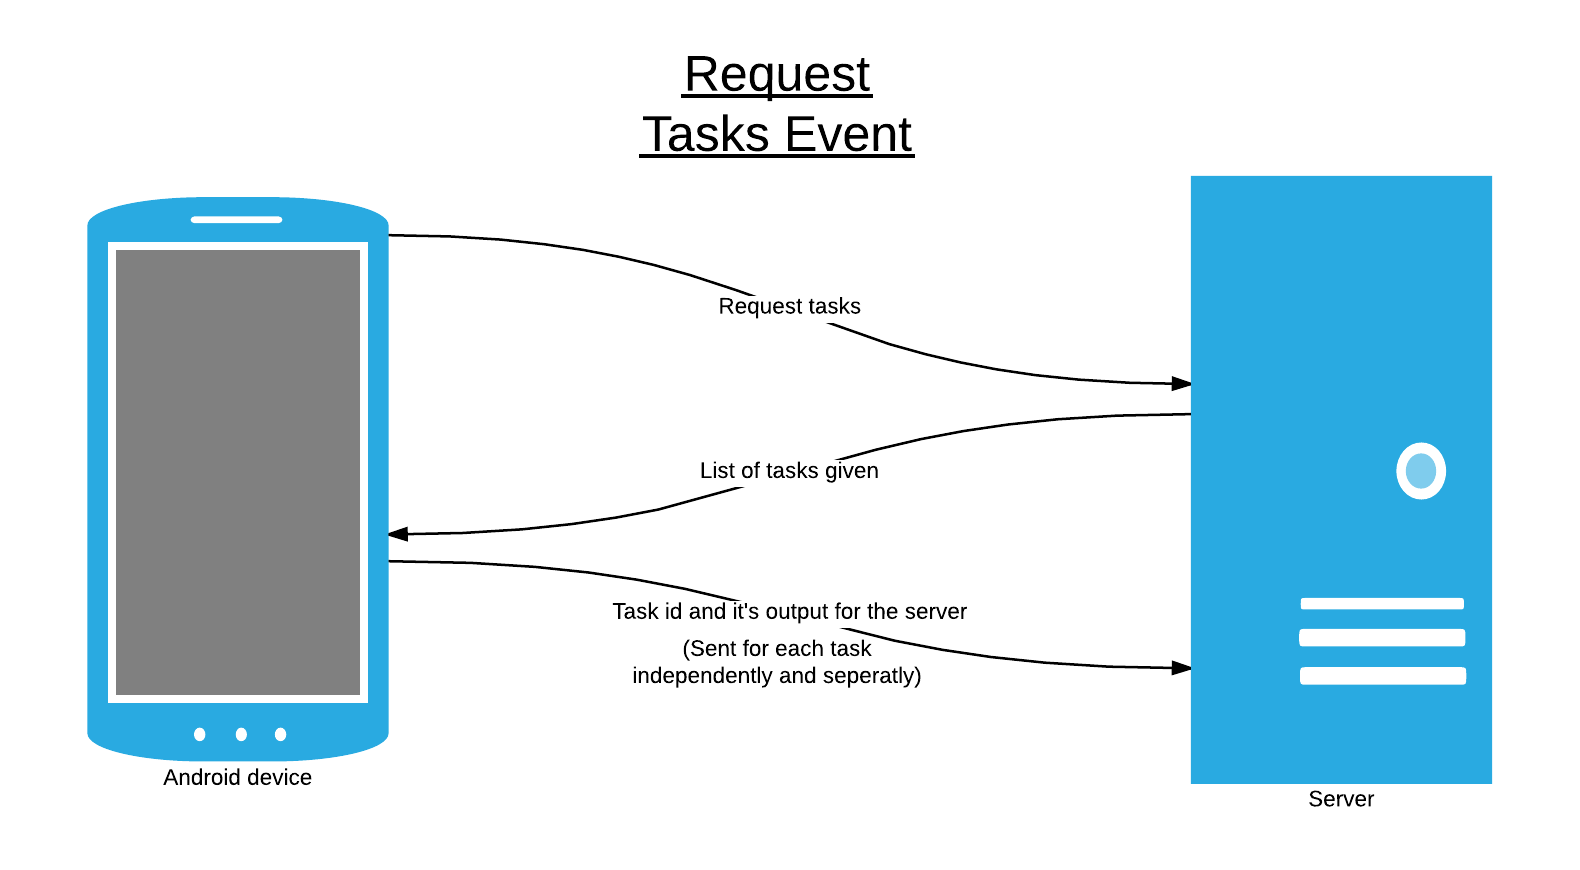 Request
Tasks Event
Request tasks
List of tasks given
Task id and it's output for the server
(Sent for each task
independently and seperatly)
Android device
Server